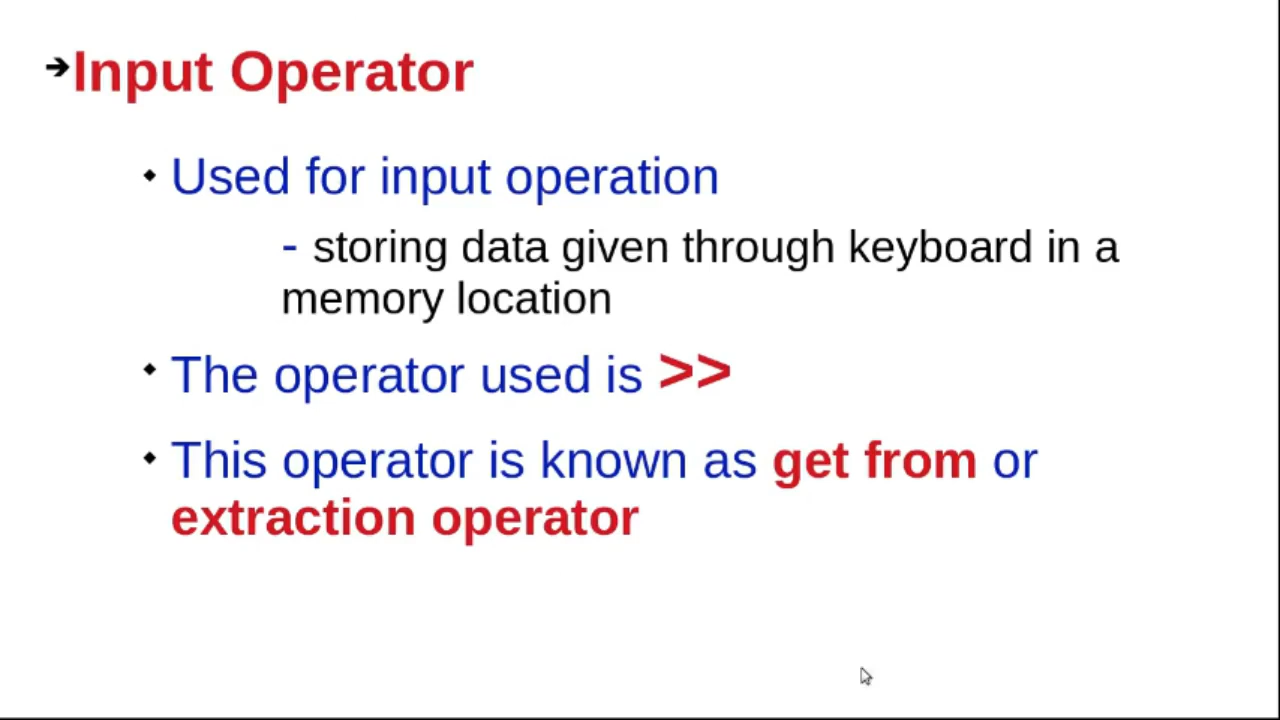 ➔Input Operator
◆ Used for input operation
- storing data given through keyboard in a
memory location
◆ The operator used is >>
◆ This operator is known as get from or
extraction operator